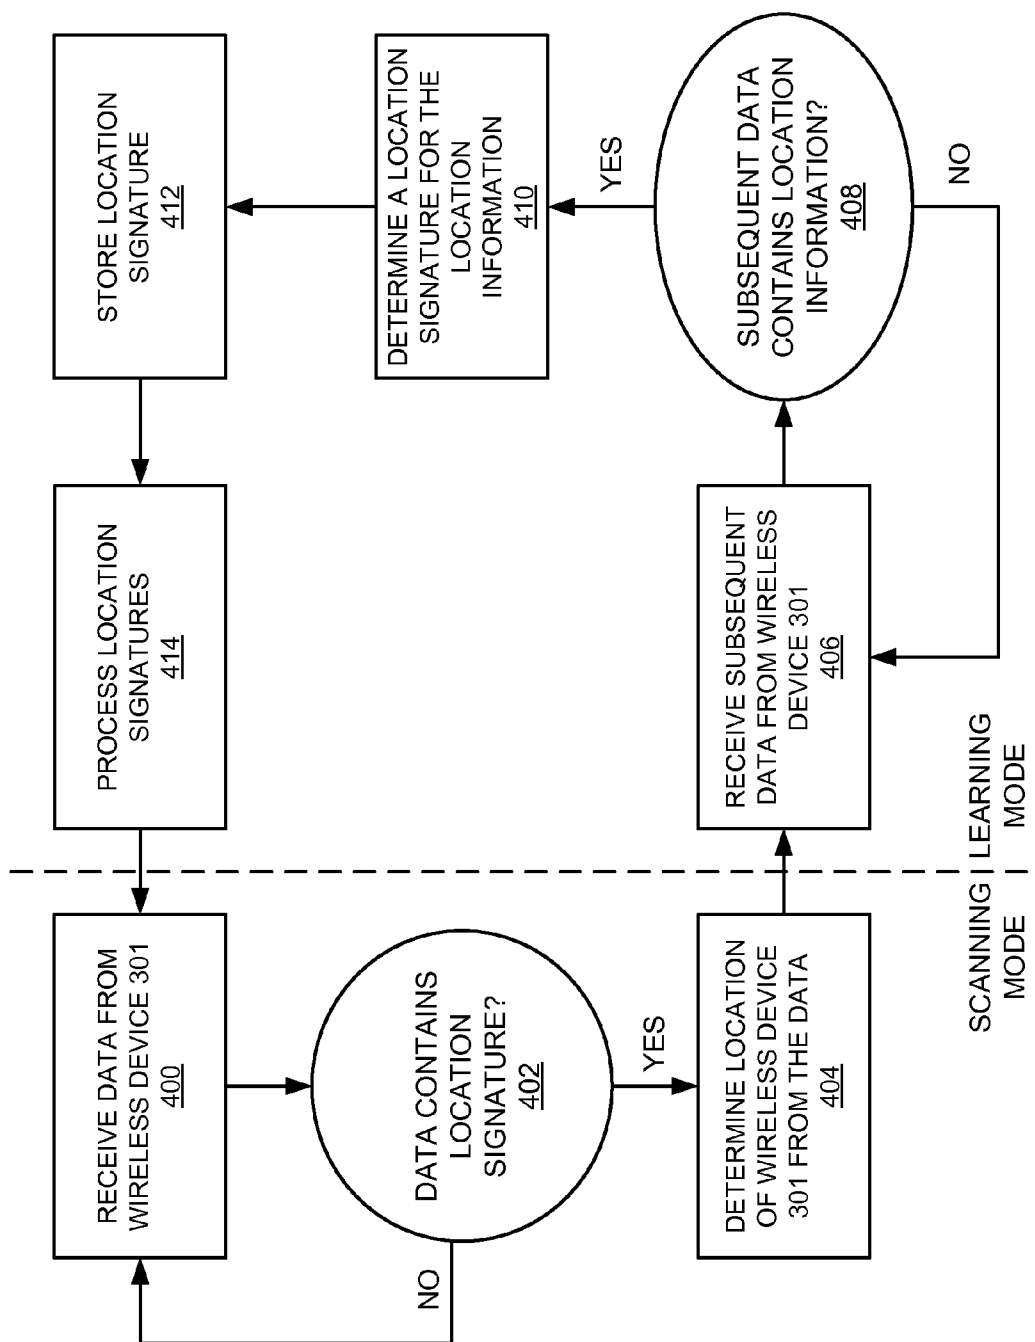 RECEIVE DATA FROM
WIRELESS DEVICE 301
400
DATA CONTAINS
LOCATION
SIGNATURE?
402
NO
YES
DETERMINE LOCATION
OF WIRELESS DEVICE
301 FROM THE DATA
404
SCANNING
MODE
LEARNING
MODE
RECEIVE SUBSEQUENT
DATA FROM WIRELESS
DEVICE 301
406
SUBSEQUENT DATA
CONTAINS LOCATION
INFORMATION?
408
NO
YES
DETERMINE A LOCATION
SIGNATURE FOR THE
LOCATION
INFORMATION
410
STORE LOCATION
SIGNATURE
412
PROCESS LOCATION
SIGNATURES
414